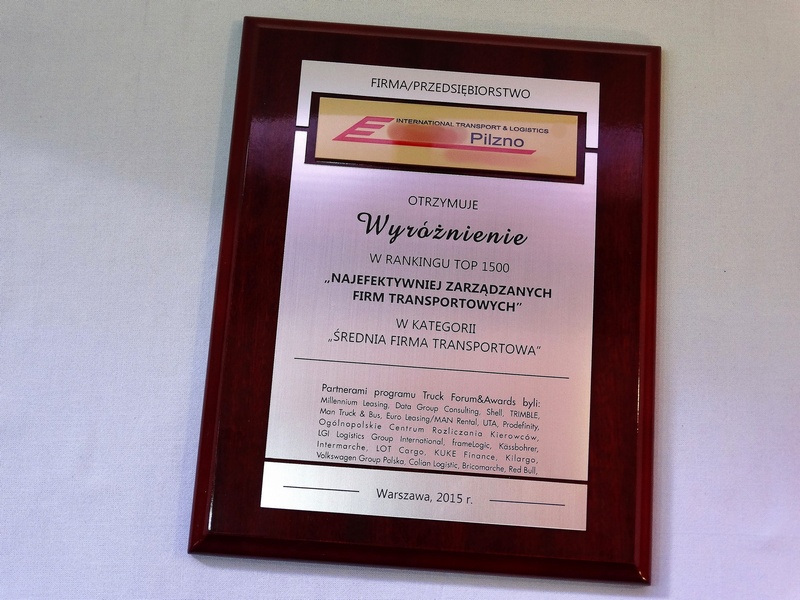 FIRMA/PRZEDSIĘBIORSTWO
E INTERNATIONAL TRANSPORT & LOGISTICS
Pilzno
OTRZYMUJE
Wyróżnienie
W RANKINGU TOP 1500
„NAJEFEKTYWNIEJ ZARZĄDZANYCH
FIRM TRANSPORTOWYCH”
W KATEGORII
„ŚREDNIA FIRMA TRANSPORTOWA”
Partnerami programu Truck Forum&Awards byli:
Millennium Leasing, Data Group Consulting, Shell, TRIMBLE,
Man Truck & Bus, Euro Leasing/MAN Rental, UTA, Prodefinity,
Ogólnopolskie Centrum Rozliczania Kierowców,
LGI Logistics Group International, frameLogic, Kässbohrer,
Intermarche, LOT Cargo, KUKE Finance, Kilargo,
Volkswagen Group Polska, Colian Logistic, Bricomarche, Red Bull,
Warszawa, 2015 r.